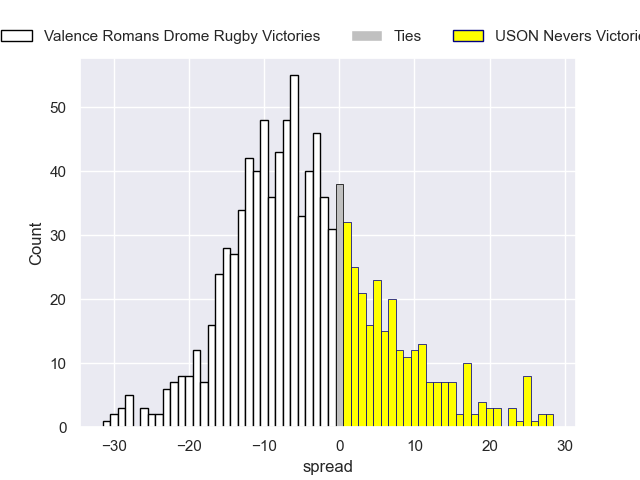 Valence Romans Drome Rugby Victories Ties USON Nevers Victorie
50
40
30
20
10
0
Count
−30 −20 −10 0 10 20 30
spread